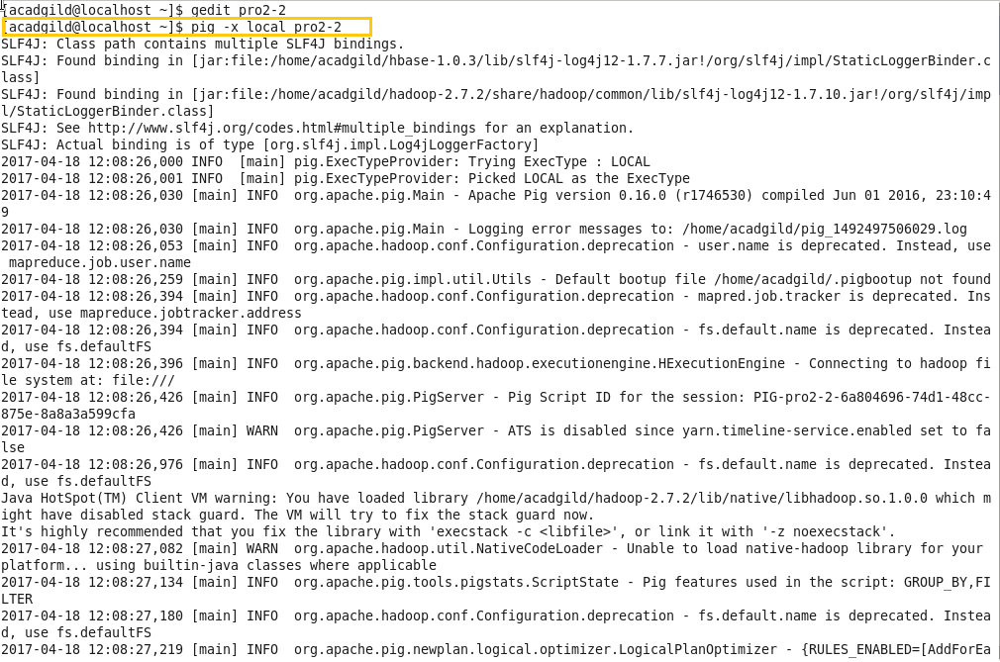 [acadgild@localhost ~]$ gedit pro2-2
[acadgild@localhost ~]$ pig -x local pro2-2
SLF4J: Class path contains multiple SLF4J bindings.
SLF4J: Found binding in [jar:file:/home/acadgild/hbase-1.0.3/lib/slf4j-log4j12-1.7.7.jar!/org/slf4j/impl/StaticLoggerBinder.c
lass]
SLF4J: Found binding in [jar:file:/home/acadgild/hadoop-2.7.2/share/hadoop/common/lib/slf4j-log4j12-1.7.10.jar!/org/slf4j/imp
l/StaticLoggerBinder.class]
SLF4J: See http://www.slf4j.org/codes.html#multiple_bindings for an explanation.
SLF4J: Actual binding is of type [org.slf4j.impl.Log4jLoggerFactory]
2017-04-18 12:08:26,000 INFO  [main] pig.ExecTypeProvider: Trying ExecType : LOCAL
2017-04-18 12:08:26,001 INFO  [main] pig.ExecTypeProvider: Picked LOCAL as the ExecType
2017-04-18 12:08:26,030 [main] INFO  org.apache.pig.Main - Apache Pig version 0.16.0 (r1746530) compiled Jun 01 2016, 23:10:4
9
2017-04-18 12:08:26,030 [main] INFO  org.apache.pig.Main - Logging error messages to: /home/acadgild/pig_1492497506029.log
2017-04-18 12:08:26,053 [main] INFO  org.apache.hadoop.conf.Configuration.deprecation - user.name is deprecated. Instead, use
 mapreduce.job.user.name
2017-04-18 12:08:26,259 [main] INFO  org.apache.pig.impl.util.Utils - Default bootup file /home/acadgild/.pigbootup not found
2017-04-18 12:08:26,394 [main] INFO  org.apache.hadoop.conf.Configuration.deprecation - mapred.job.tracker is deprecated. Ins
tead, use mapreduce.jobtracker.address
2017-04-18 12:08:26,394 [main] INFO  org.apache.hadoop.conf.Configuration.deprecation - fs.default.name is deprecated. Instea
d, use fs.defaultFS
2017-04-18 12:08:26,396 [main] INFO  org.apache.pig.backend.hadoop.executionengine.HExecutionEngine - Connecting to hadoop fi
le system at: file:///
2017-04-18 12:08:26,426 [main] INFO  org.apache.pig.PigServer - Pig Script ID for the session: PIG-pro2-2-6a804696-74d1-48cc-
875e-8a8a3a599cfa
2017-04-18 12:08:26,426 [main] WARN  org.apache.pig.PigServer - ATS is disabled since yarn.timeline-service.enabled set to fa
lse
2017-04-18 12:08:26,976 [main] INFO  org.apache.hadoop.conf.Configuration.deprecation - fs.default.name is deprecated. Instea
d, use fs.defaultFS
Java HotSpot(TM) Client VM warning: You have loaded library /home/acadgild/hadoop-2.7.2/lib/native/libhadoop.so.1.0.0 which m
ight have disabled stack guard. The VM will try to fix the stack guard now.
It's highly recommended that you fix the library with 'execstack -c <libfile>', or link it with '-z noexecstack'.
2017-04-18 12:08:27,082 [main] WARN  org.apache.hadoop.util.NativeCodeLoader - Unable to load native-hadoop library for your 
platform... using builtin-java classes where applicable
2017-04-18 12:08:27,134 [main] INFO  org.apache.pig.tools.pigstats.ScriptState - Pig features used in the script: GROUP_BY,FI
LTER
2017-04-18 12:08:27,180 [main] INFO  org.apache.hadoop.conf.Configuration.deprecation - fs.default.name is deprecated. Instea
d, use fs.defaultFS
2017-04-18 12:08:27,219 [main] INFO  org.apache.pig.newplan.logical.optimizer.LogicalPlanOptimizer - {RULES_ENABLED=[AddForEa